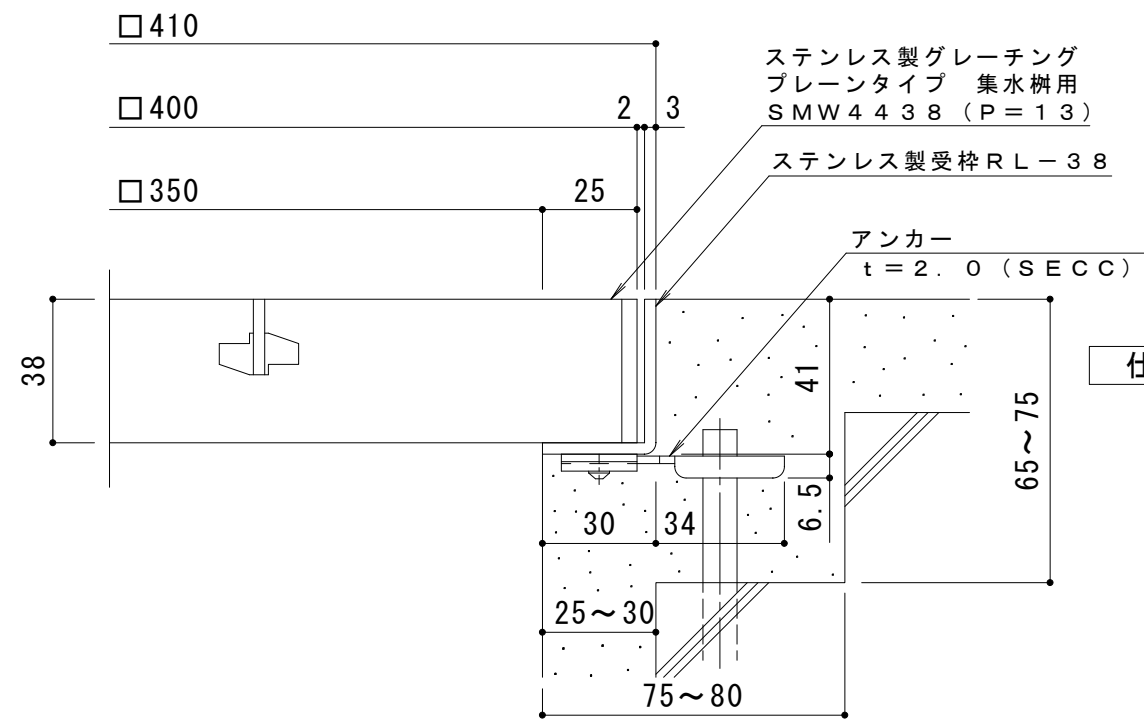 □410
ステンレス製グレーチング
プレーンタイプ　集水桝用
SMW4438（P＝13）
□400
2
3
ステンレス製受枠RL－38
□350
25
アンカー
t＝2．0（SECC）
38
41
仕
65～75
6.5
30
34
25～30
75～80